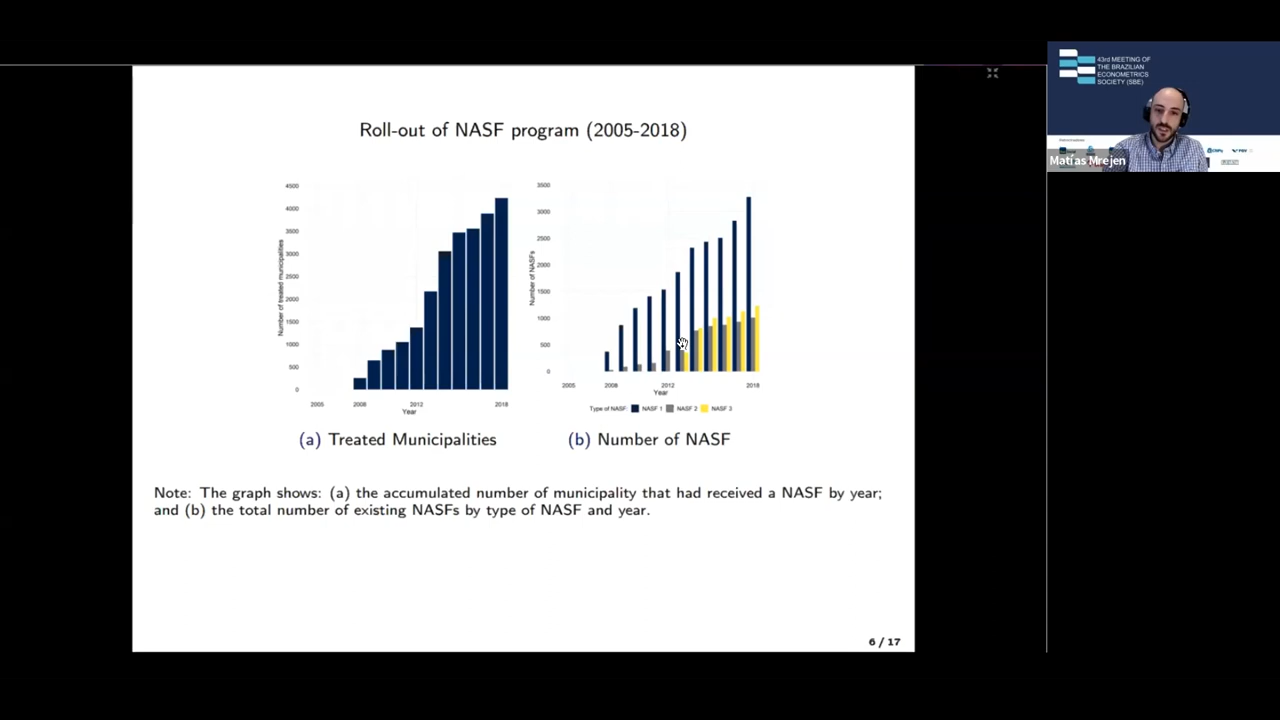 Roll-out of NASF program (2005-2018)
4500
4000
3500
3000
2500
2000
1500
1000
500
0
Number of treated municipalities
2005
2008
2012
2018
Year
(a) Treated Municipalities
3500
3000
2500
2000
1500
1000
500
0
Number of NASFs
2005
2008
2012
2018
Year
Type of NASF: NASF 1 NASF 2 NASF 3
(b) Number of NASF
Note: The graph shows: (a) the accumulated number of municipality that had received a NASF by year;
and (b) the total number of existing NASFs by type of NASF and year.
6 / 17
43rd MEETING OF
THE BRAZILIAN
ECONOMETRICS
SOCIETY (SBE)
Matías Mrejen